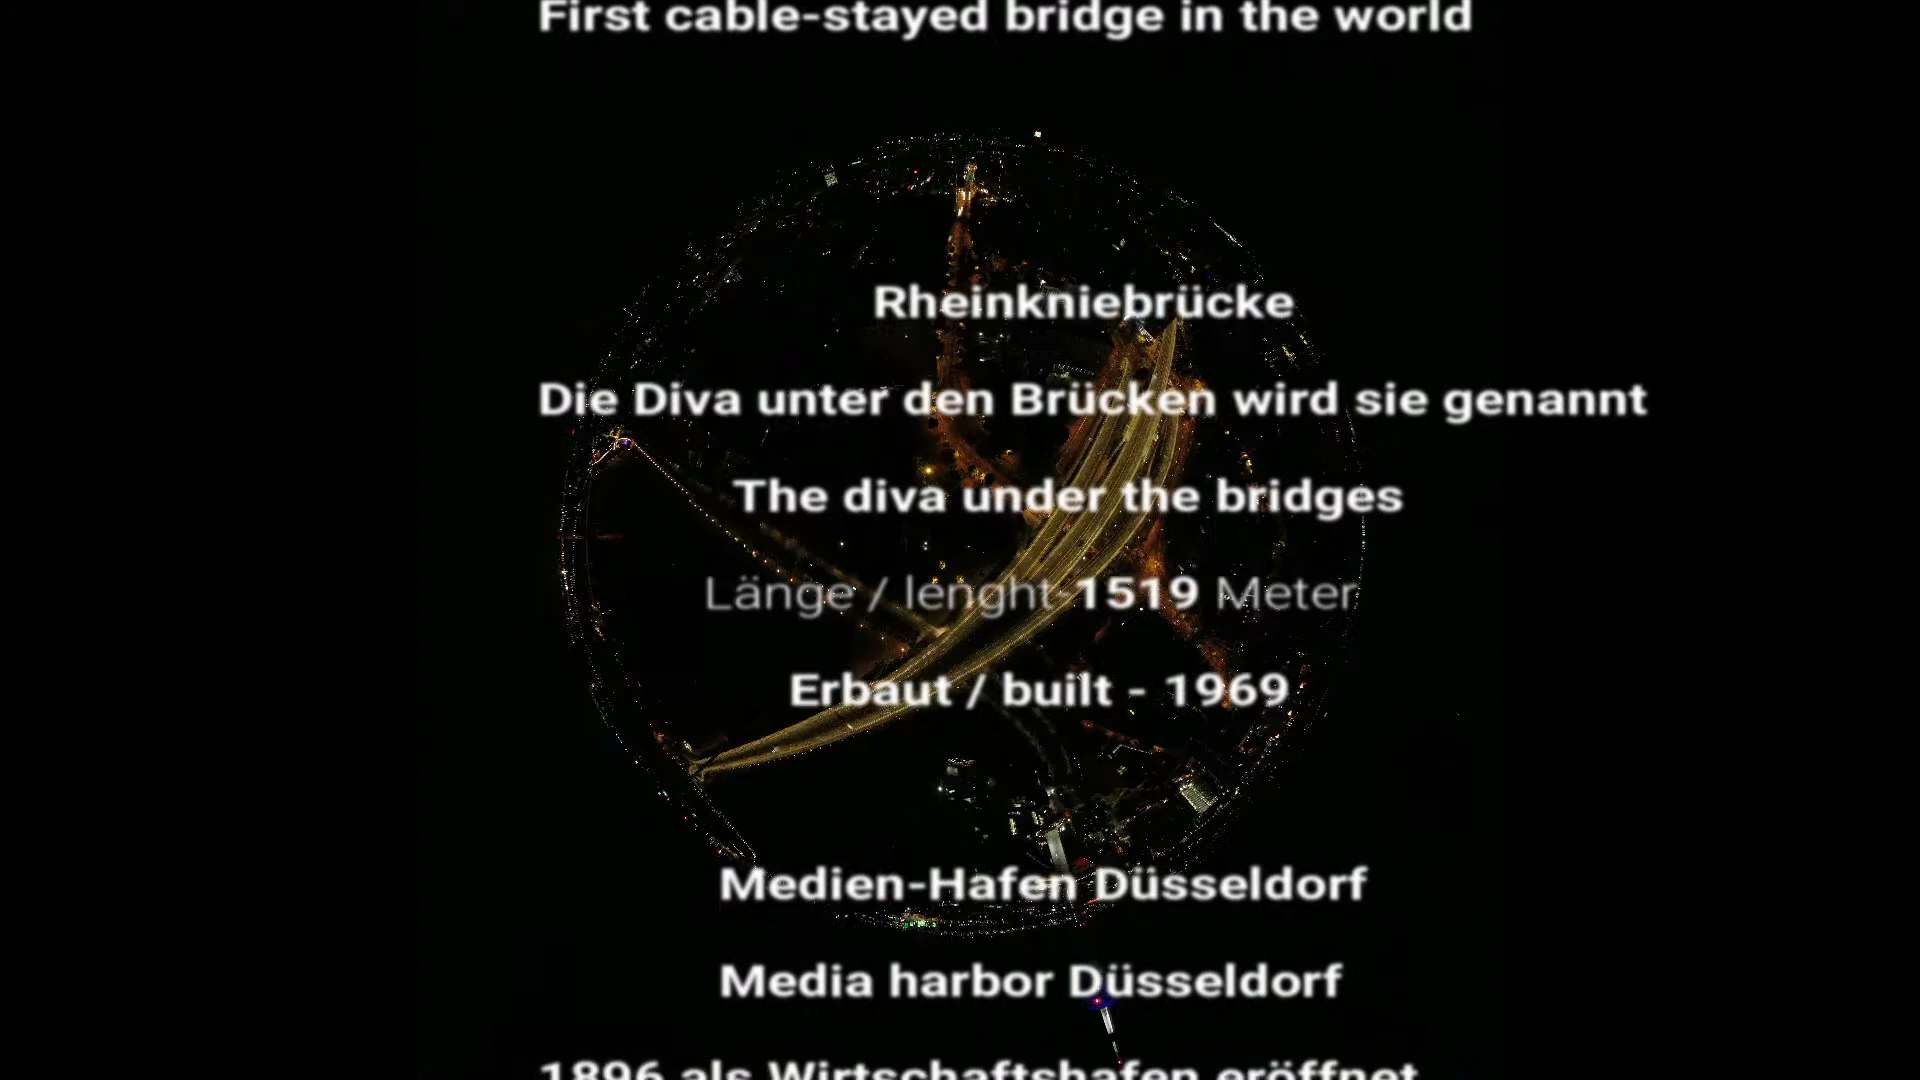 First cable-stayed bridge in the world
Rheinkniebrücke
Die Diva unter den Brücken wird sie genannt
The diva under the bridges
Länge / lenght-1519 Meter
Erbaut / built - 1969
Medien-Hafen Düsseldorf
Media harbor Düsseldorf
1896 als Wirtschaftshafen eröffnet